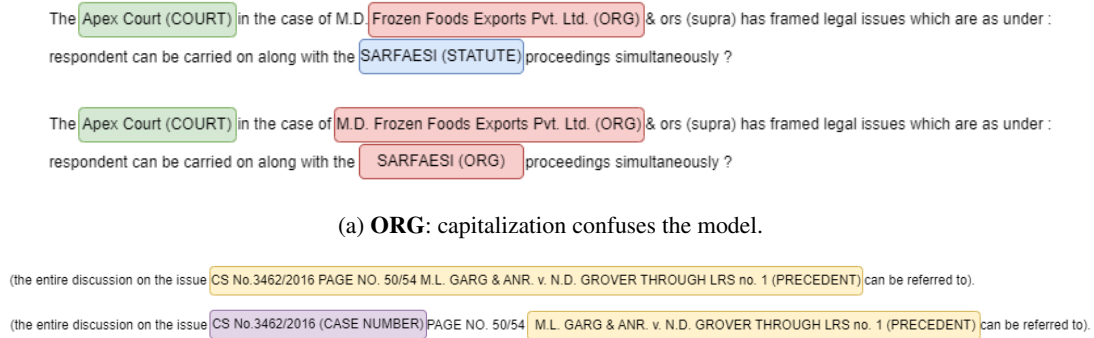 The Apex Court (COURT) in the case of M.D. Frozen Foods Exports Pvt. Ltd. (ORG) & ors (supra) has framed legal issues which are as under :
respondent can be carried on along with the SARFAESI (STATUTE) proceedings simultaneously ?
The Apex Court (COURT) in the case of M.D. Frozen Foods Exports Pvt. Ltd. (ORG) & ors (supra) has framed legal issues which are as under :
respondent can be carried on along with the SARFAESI (ORG) proceedings simultaneously ?
(a) ORG: capitalization confuses the model.
(the entire discussion on the issue CS No.3462/2016 PAGE NO. 50/54 M.L. GARG & ANR. v. N.D. GROVER THROUGH LRS no. 1 (PRECEDENT) can be referred to).
(the entire discussion on the issue CS No.3462/2016 (CASE NUMBER) PAGE NO. 50/54 M.L. GARG & ANR. v. N.D. GROVER THROUGH LRS no. 1 (PRECEDENT) can be referred to).